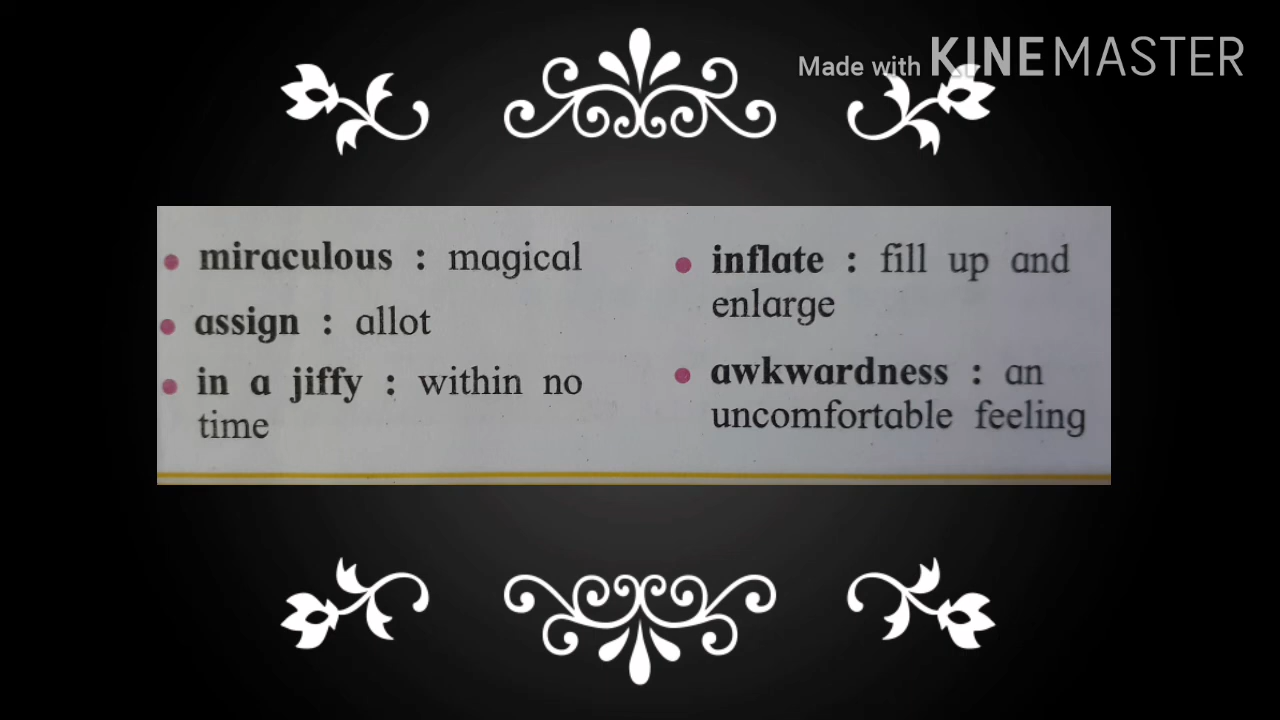 Made with KINEMASTER
miraculous : magical
assign : allot
in a jiffy : within no
time
inflate : fill up and
enlarge
awkwardness : an
uncomfortable feeling